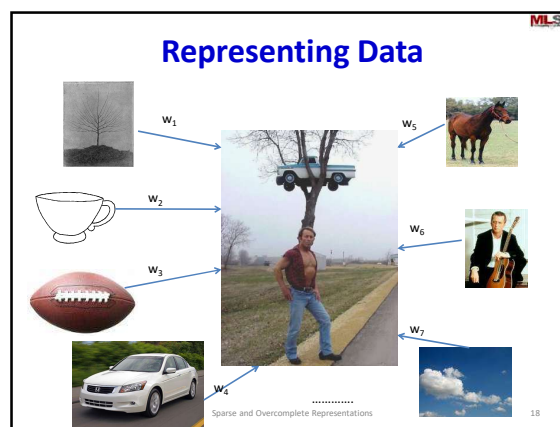 MLS
Representing Data
w1
w5
w2
w6
w3
w7
w4
.............
Sparse and Overcomplete Representations
18